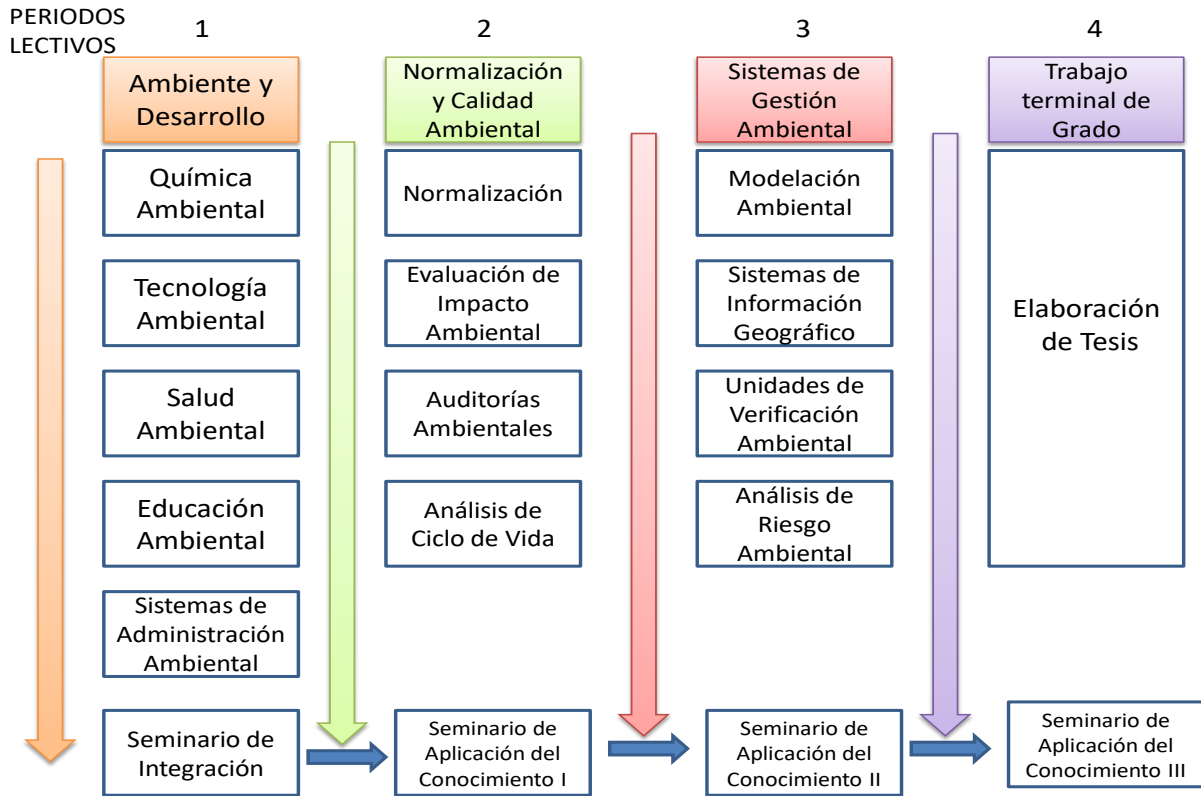 PERIODOS
LECTIVOS
1
2
3
4
Ambiente y
Desarrollo
Normalización
y Calidad
Ambiental
Sistemas de
Gestión
Ambiental
Trabajo
terminal de
Grado
Química
Ambiental
Normalización
Modelación
Ambiental
Elaboración
de Tesis
Tecnología
Ambiental
Evaluación de
Impacto
Ambiental
Sistemas de
Información
Geográfico
Salud
Ambiental
Auditorías
Ambientales
Unidades de
Verificación
Ambiental
Educación
Ambiental
Análisis de
Ciclo de Vida
Análisis de
Riesgo
Ambiental
Sistemas de
Administración
Ambiental
Seminario de
Integración
Seminario de
Aplicación del
Conocimiento I
Seminario de
Aplicación del
Conocimiento II
Seminario de
Aplicación del
Conocimiento III